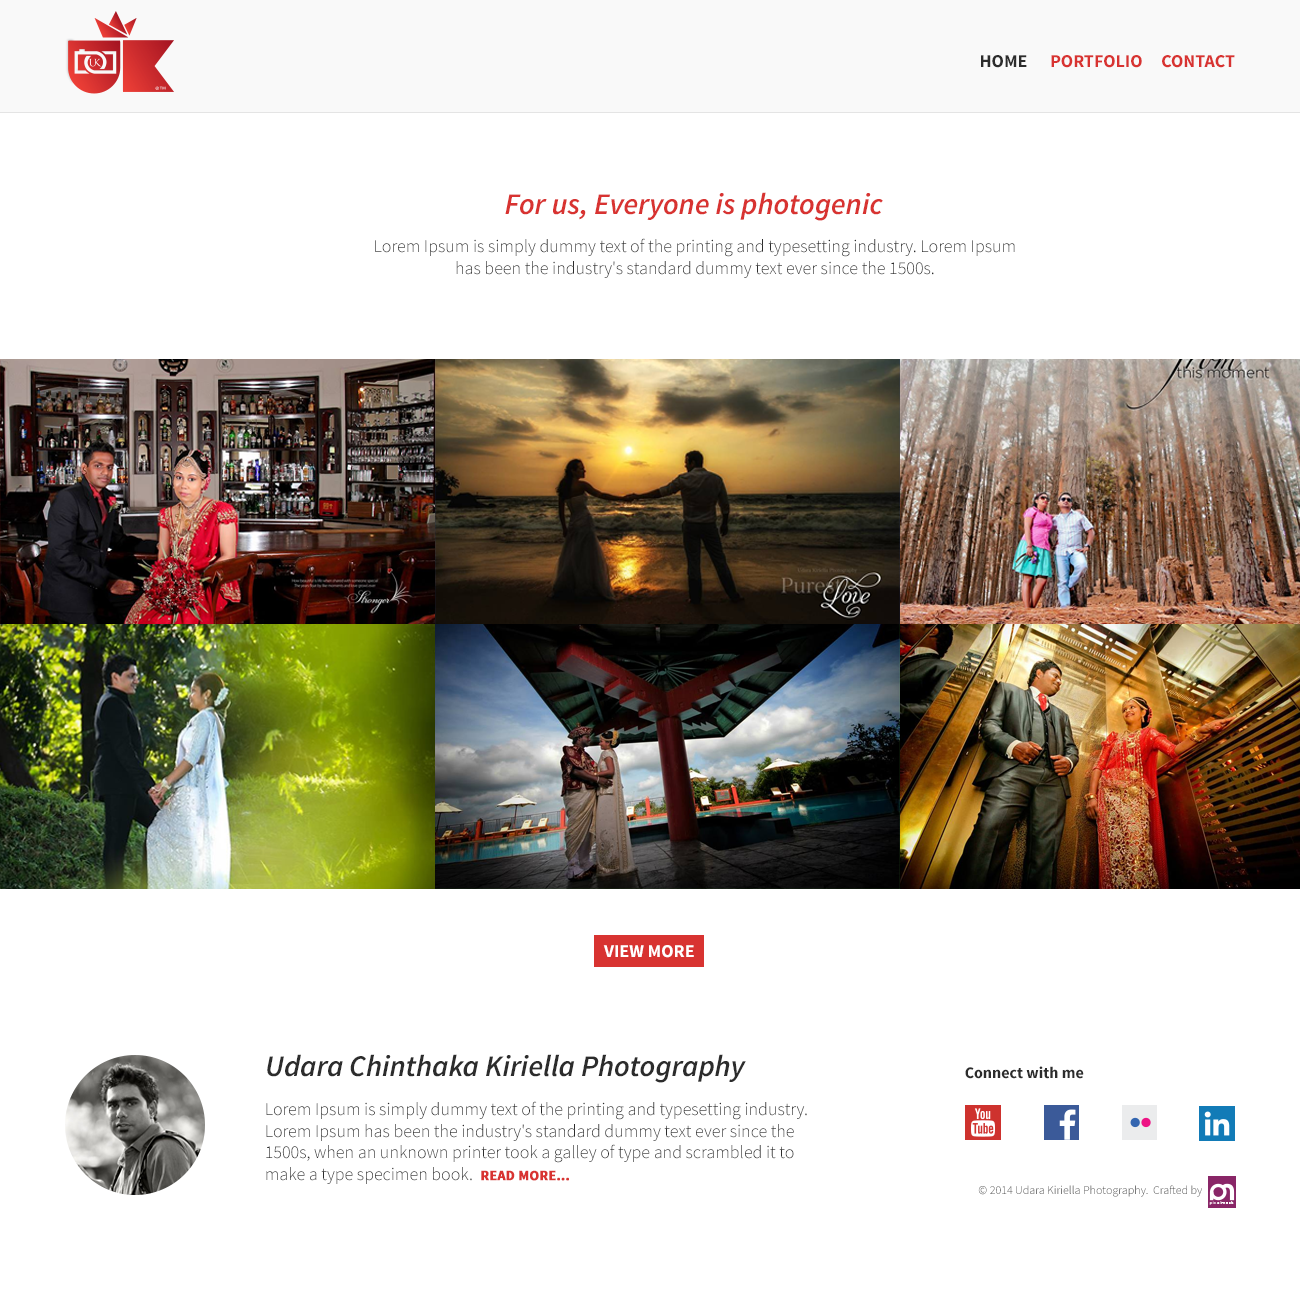 UK
HOME PORTFOLIO CONTACT
For us, Everyone is photogenic
Lorem Ipsum is simply dummy text of the printing and typesetting industry. Lorem Ipsum
has been the industry's standard dummy text ever since the 1500s.
from
this moment
Stronger
Pure
Love
VIEW MORE
Udara Chinthaka Kiriella Photography
Lorem Ipsum is simply dummy text of the printing and typesetting industry.
Lorem Ipsum has been the industry's standard dummy text ever since the
1500s, when an unknown printer took a galley of type and scrambled it to
make a type specimen book. READ MORE...
Connect with me
You
Tube
f
in
© 2014 Udara Kiriella Photography. Crafted by